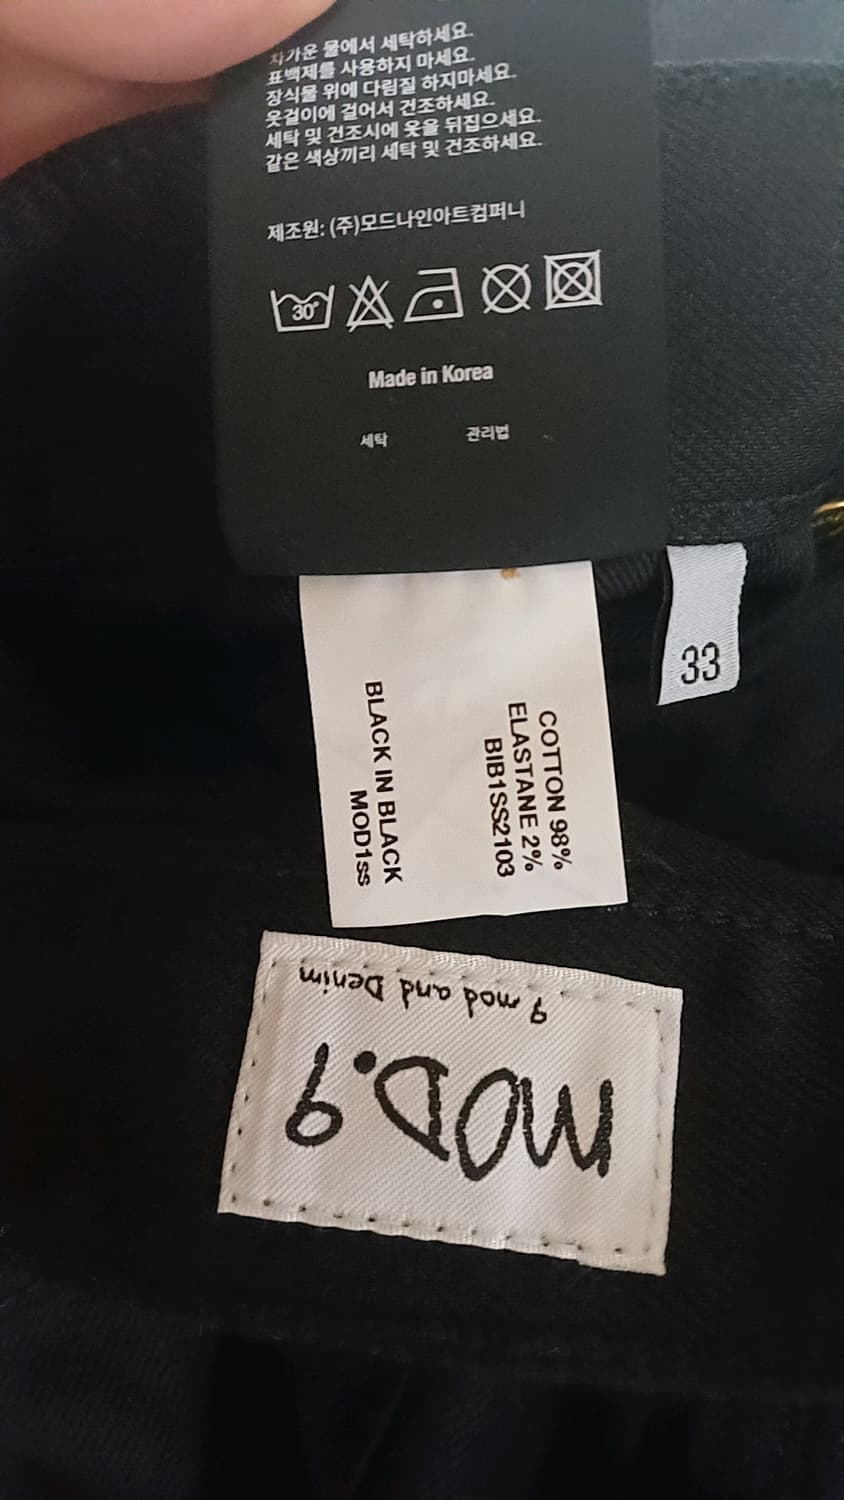 차가운 물에서 세탁하세요.
표백제를 사용하지 마세요.
장식물 위에 다림질 하지마세요.
옷걸이에 걸어서 건조하세요.
세탁 및 건조시에 옷을 뒤집으세요.
같은 색상끼리 세탁 및 건조하세요.
제조원: (주)모드나인아트컴퍼니
30°
Made in Korea
세탁 관리법
33
COTTON 98%
ELASTANE 2%
BIB1SS2103
BLACK IN BLACK
MOD1ss
MOD.9
9 mod and Denim